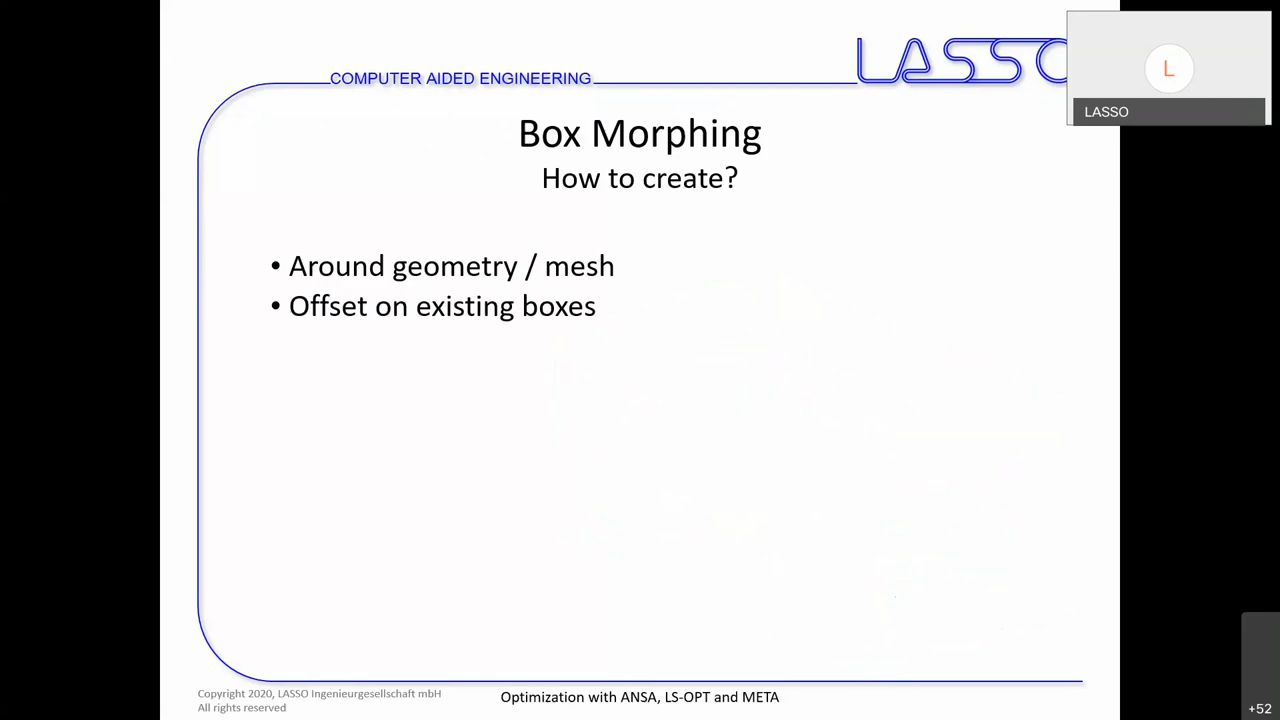 COMPUTER AIDED ENGINEERING
LASSO
L
LASSO
Box Morphing
How to create?
• Around geometry / mesh
• Offset on existing boxes
Copyright 2020, LASSO Ingenieurgesellschaft mbH
All rights reserved
Optimization with ANSA, LS-OPT and META
+52